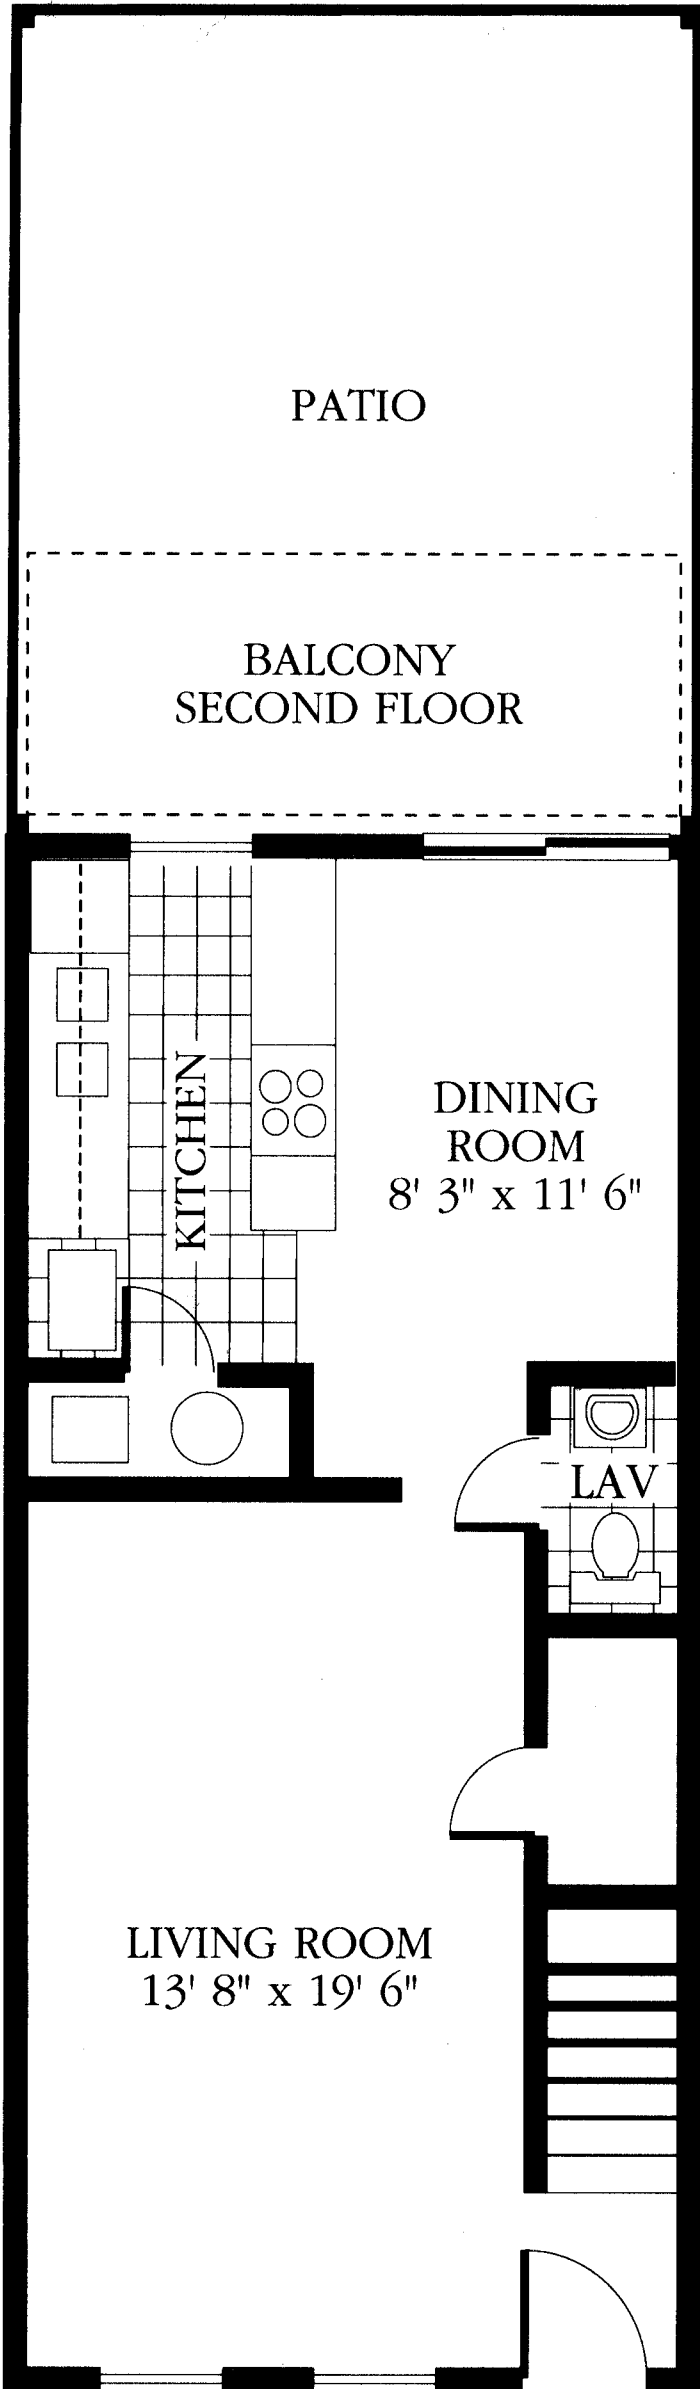 PATIO
BALCONY
SECOND FLOOR
KITCHEN
DINING
ROOM
8' 3" x 11' 6"
LAV
LIVING ROOM
13' 8" x 19' 6"